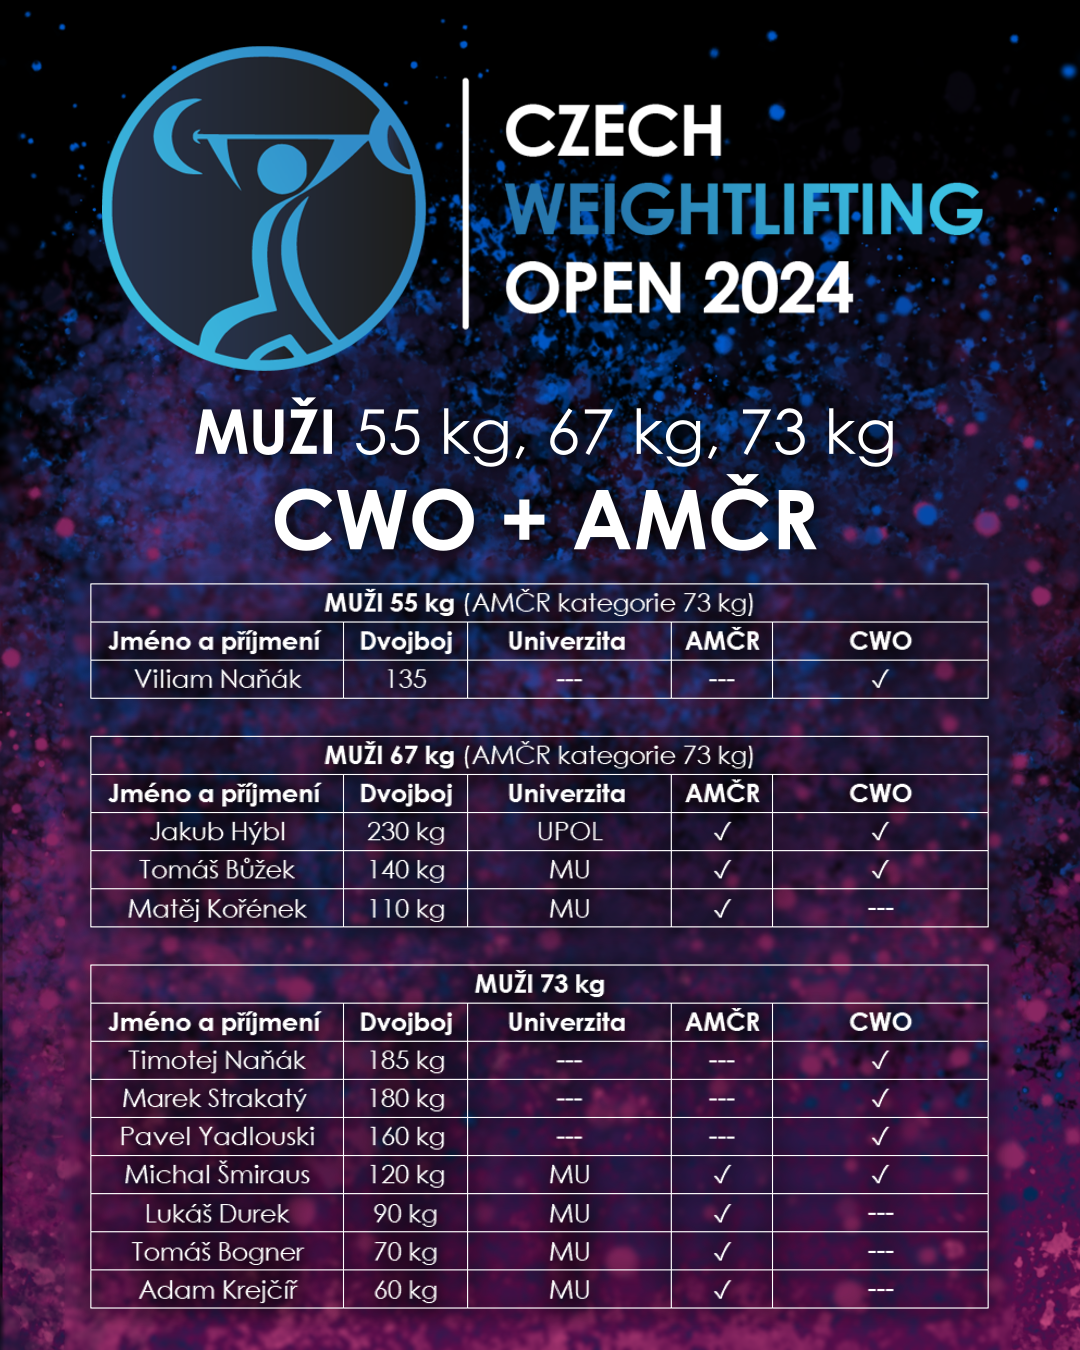 CZECH
WEIGHTLIFTING
OPEN 2024
MUŽI 55 kg, 67 kg, 73 kg
CWO + AMČR
MUŽI 55 kg (AMČR kategorie 73 kg)
Jméno a příjmení Dvojboj Univerzita AMČR CWO
Viliam Naňák 135 --- --- ✓
MUŽI 67 kg (AMČR kategorie 73 kg)
Jméno a příjmení Dvojboj Univerzita AMČR CWO
Jakub Hýbl 230 kg UPOL ✓ ✓
Tomáš Bůžek 140 kg MU ✓ ✓
Matěj Kořének 110 kg MU ✓ ---
MUŽI 73 kg
Jméno a příjmení Dvojboj Univerzita AMČR CWO
Timotej Naňák 185 kg --- --- ✓
Marek Strakatý 180 kg --- --- ✓
Pavel Yadlouski 160 kg --- --- ✓
Michal Šmiraus 120 kg MU ✓ ✓
Lukáš Durek 90 kg MU ✓ ---
Tomáš Bogner 70 kg MU ✓ ---
Adam Krejčíř 60 kg MU ✓ ---